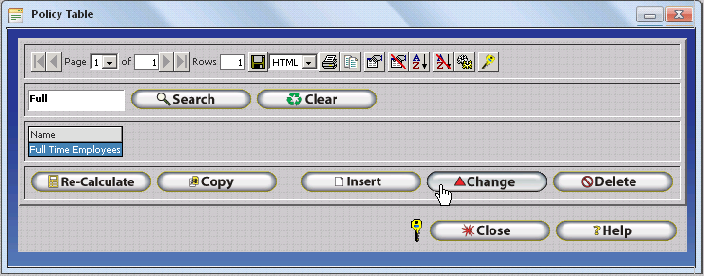 Policy Table
Page 1 of 1 Rows 1 HTML
Full Search Clear
Name
Full Time Employees
Re-Calculate Copy Insert Change Delete
Close Help